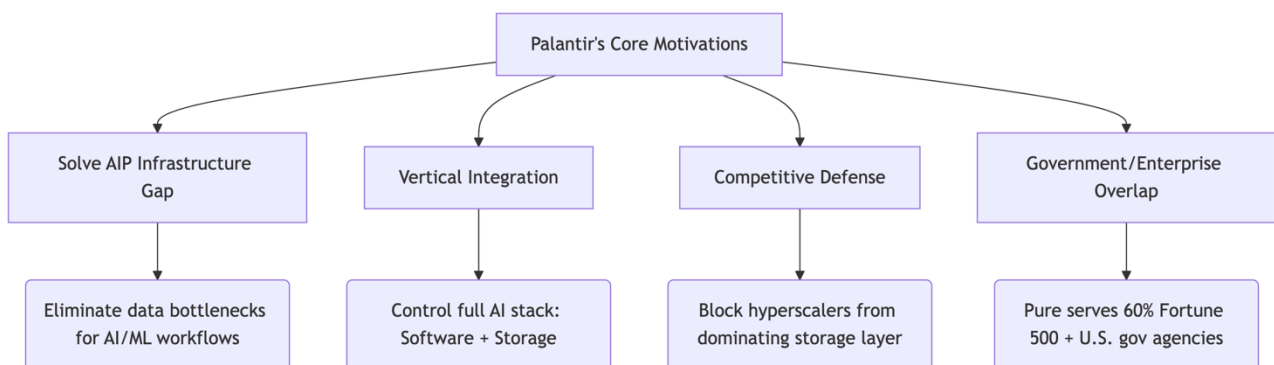 Palantir's Core Motivations
Solve AIP Infrastructure
Gap
Vertical Integration
Competitive Defense
Government/Enterprise
Overlap
Eliminate data bottlenecks
for AI/ML workflows
Control full AI stack:
Software + Storage
Block hyperscalers from
dominating storage layer
Pure serves 60% Fortune
500 + U.S. gov agencies